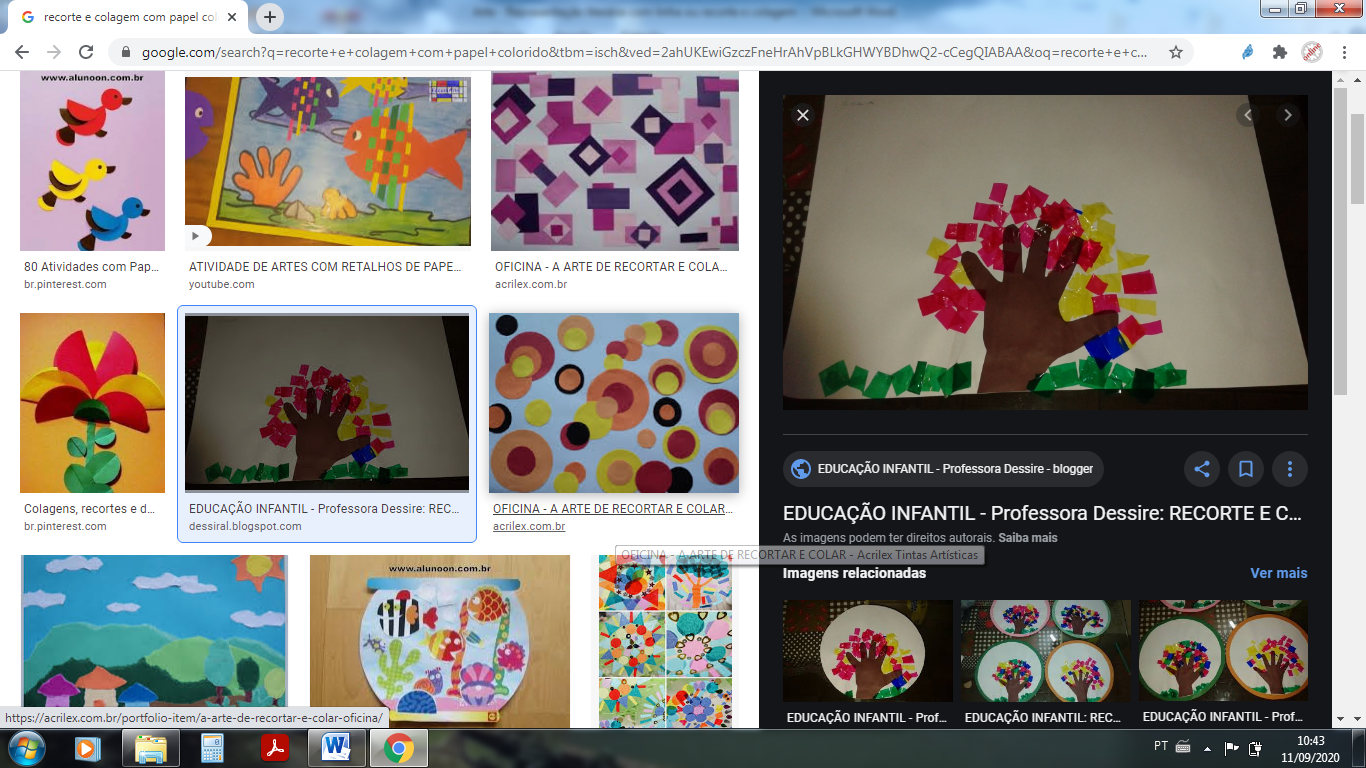 recorte e colagem com papel col
google.com/search?q=recorte+e+colagem+com+papel+colorido&tbm=isch&ved=2ahUKEwiGzczFneHrAhVpBLkGHWYBDhwQ2-cCegQIABAA&oq=recorte+e+c...
www.alunoon.com.br
80 Atividades com Pap...
br.pinterest.com
ATIVIDADE DE ARTES COM RETALHOS DE PAPE...
youtube.com
OFICINA - A ARTE DE RECORTAR E COLA...
acrilex.com.br
Colagens, recortes e d...
br.pinterest.com
EDUCAÇÃO INFANTIL - Professora Dessire: REC...
dessiral.blogspot.com
OFICINA - A ARTE DE RECORTAR E COLAR...
acrilex.com.br
OFICINA - A ARTE DE RECORTAR E COLAR - Acrilex Tintas Artísticas
www.alunoon.com.br
EDUCAÇÃO INFANTIL - Professora Dessire - blogger
EDUCAÇÃO INFANTIL - Professora Dessire: RECORTE E C...
As imagens podem ter direitos autorais. Saiba mais
Imagens relacionadas
Ver mais
EDUCAÇÃO INFANTIL - Prof...
EDUCAÇÃO INFANTIL: REC...
EDUCAÇÃO INFANTIL - Prof...
https://acrilex.com.br/portfolio-item/a-arte-de-recortar-e-colar-oficina/
PT
10:43
11/09/2020